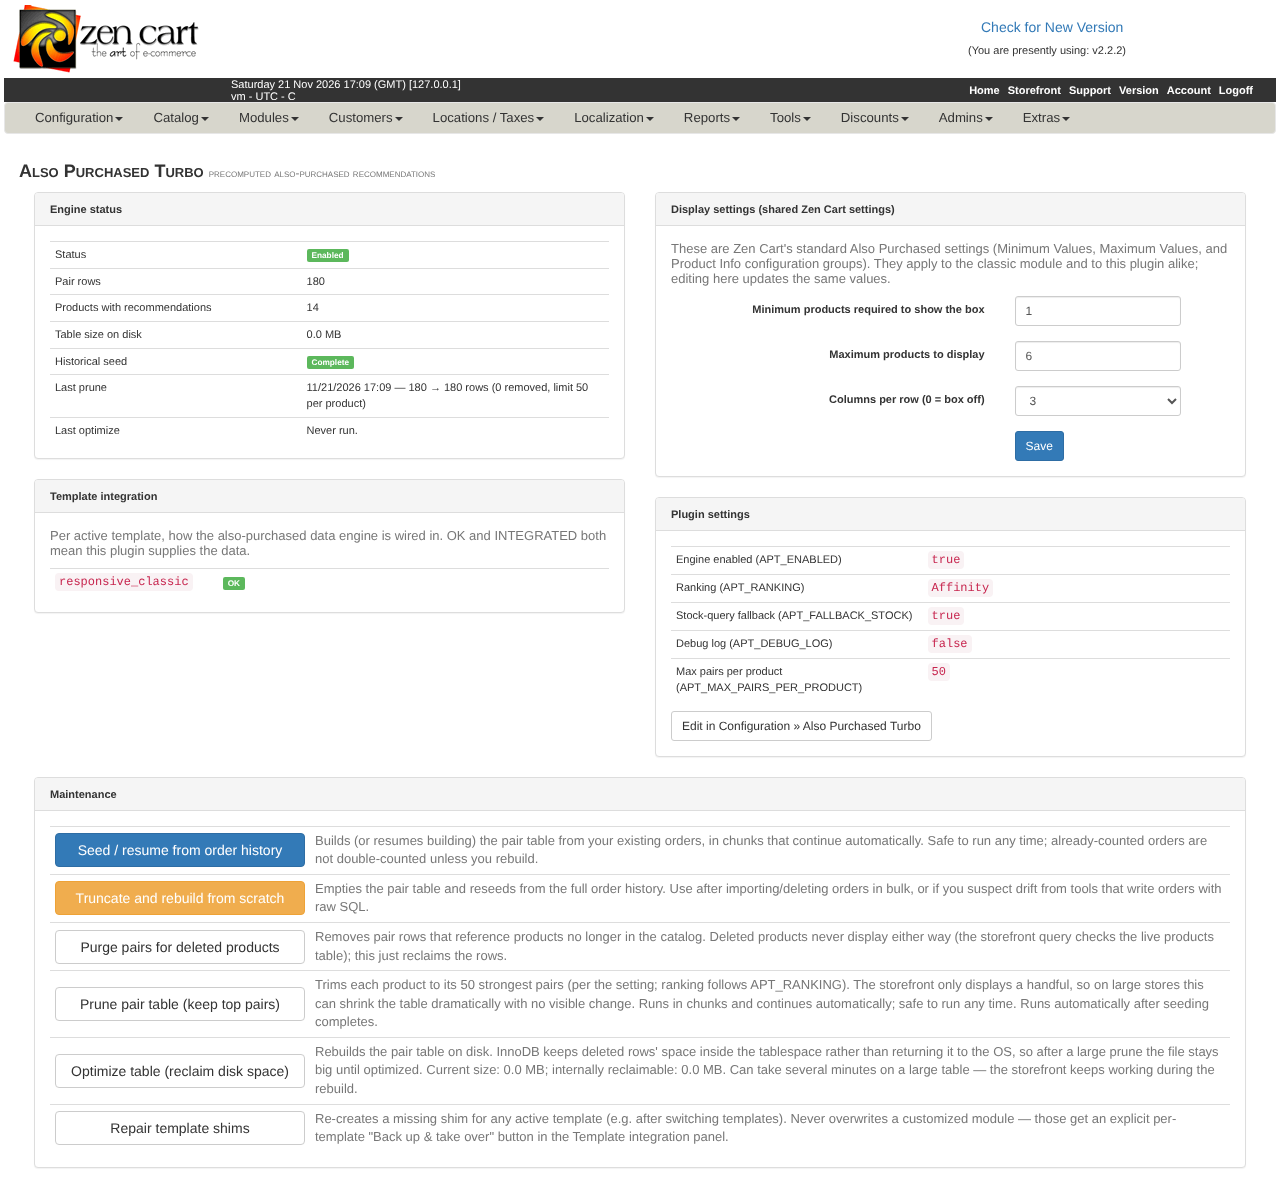 zen cart
the art of e-commerce
Check for New Version
(You are presently using: v2.2.2)
Saturday 21 Nov 2026 17:09 (GMT) [127.0.0.1]
vm - UTC - C
Home Storefront Support Version Account Logoff
Configuration Catalog Modules Customers Locations / Taxes Localization Reports Tools Discounts Admins Extras
Also Purchased Turbo precomputed also-purchased recommendations
Engine status
Status Enabled
Pair rows 180
Products with recommendations 14
Table size on disk 0.0 MB
Historical seed Complete
Last prune 11/21/2026 17:09 — 180 → 180 rows (0 removed, limit 50
per product)
Last optimize Never run.
Template integration
Per active template, how the also-purchased data engine is wired in. OK and INTEGRATED both
mean this plugin supplies the data.
responsive_classic OK
Display settings (shared Zen Cart settings)
These are Zen Cart's standard Also Purchased settings (Minimum Values, Maximum Values, and
Product Info configuration groups). They apply to the classic module and to this plugin alike;
editing here updates the same values.
Minimum products required to show the box 1
Maximum products to display 6
Columns per row (0 = box off) 3
Save
Plugin settings
Engine enabled (APT_ENABLED) true
Ranking (APT_RANKING) Affinity
Stock-query fallback (APT_FALLBACK_STOCK) true
Debug log (APT_DEBUG_LOG) false
Max pairs per product 50
(APT_MAX_PAIRS_PER_PRODUCT)
Edit in Configuration » Also Purchased Turbo
Maintenance
Seed / resume from order history
Builds (or resumes building) the pair table from your existing orders, in chunks that continue automatically. Safe to run any time; already-counted orders are
not double-counted unless you rebuild.
Truncate and rebuild from scratch
Empties the pair table and reseeds from the full order history. Use after importing/deleting orders in bulk, or if you suspect drift from tools that write orders with
raw SQL.
Purge pairs for deleted products
Removes pair rows that reference products no longer in the catalog. Deleted products never display either way (the storefront query checks the live products
table); this just reclaims the rows.
Prune pair table (keep top pairs)
Trims each product to its 50 strongest pairs (per the setting; ranking follows APT_RANKING). The storefront only displays a handful, so on large stores this
can shrink the table dramatically with no visible change. Runs in chunks and continues automatically; safe to run any time. Runs automatically after seeding
completes.
Optimize table (reclaim disk space)
Rebuilds the pair table on disk. InnoDB keeps deleted rows' space inside the tablespace rather than returning it to the OS, so after a large prune the file stays
big until optimized. Current size: 0.0 MB; internally reclaimable: 0.0 MB. Can take several minutes on a large table — the storefront keeps working during the
rebuild.
Repair template shims
Re-creates a missing shim for any active template (e.g. after switching templates). Never overwrites a customized module — those get an explicit per-
template "Back up & take over" button in the Template integration panel.